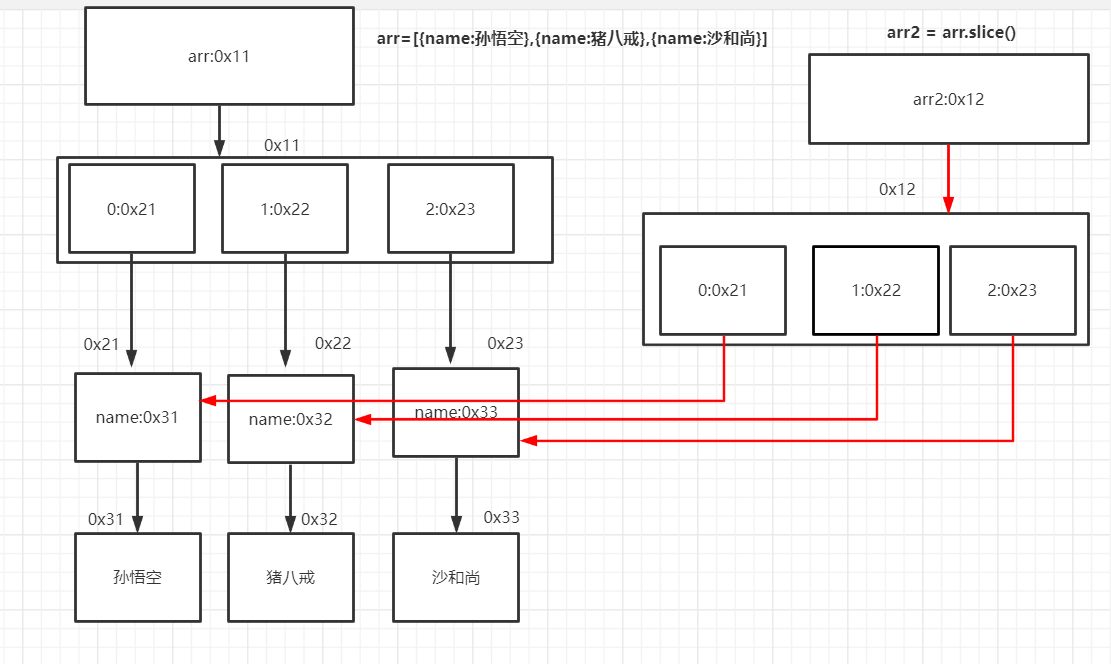 arr:0x11
arr=[{name:孙悟空},{name:猪八戒},{name:沙和尚}]
arr2 = arr.slice()
arr2:0x12
0x11
0:0x21
1:0x22
2:0x23
0x12
0:0x21
1:0x22
2:0x23
0x21
0x22
0x23
name:0x31
name:0x32
name:0x33
0x31
0x32
0x33
孙悟空
猪八戒
沙和尚